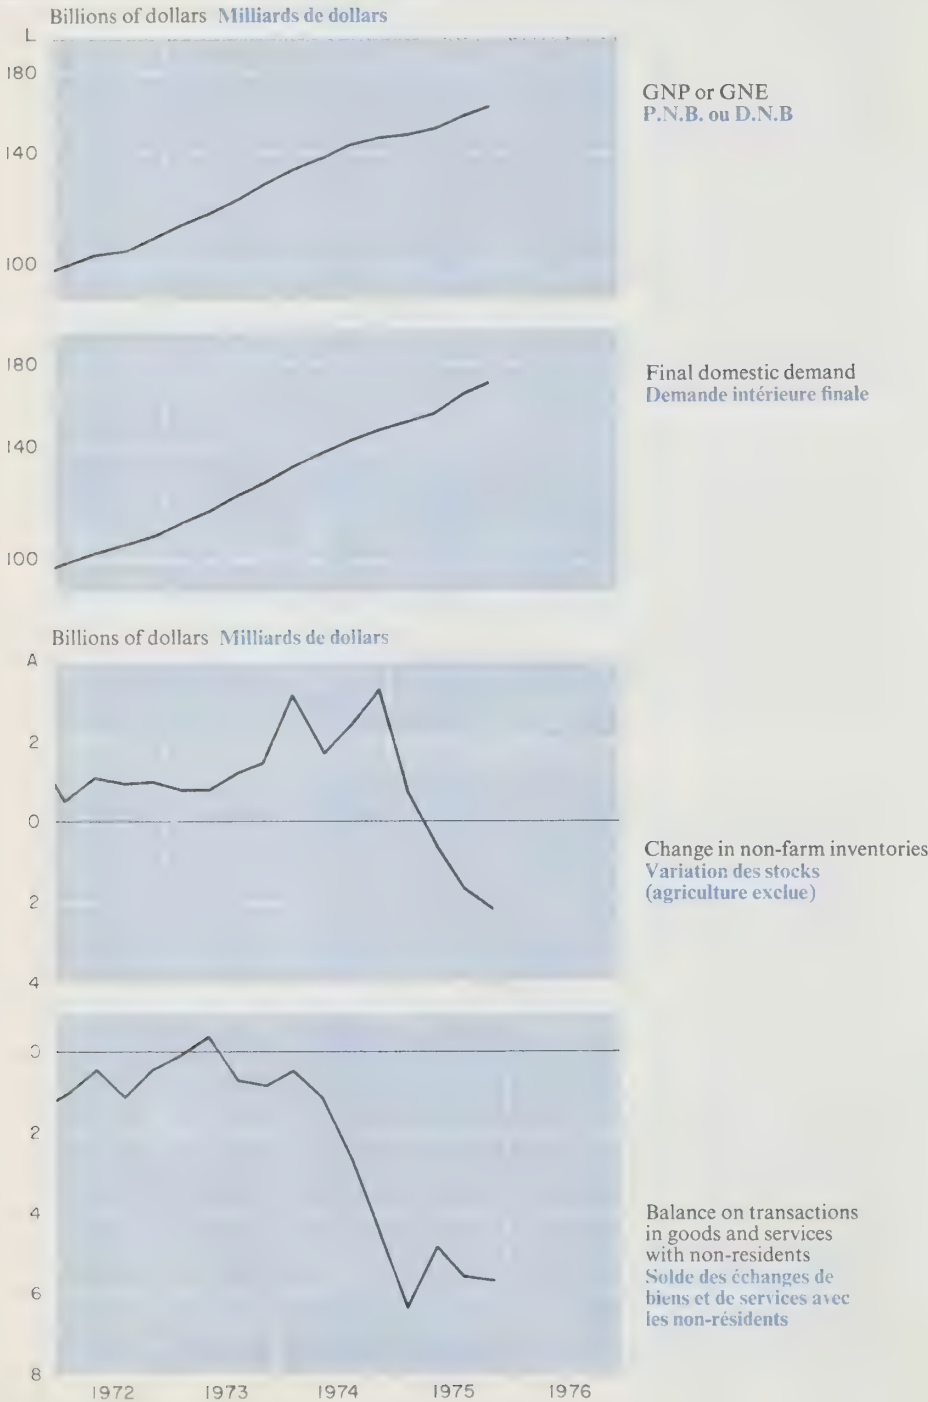 Billions of dollars Milliards de dollars
L
180
140
100
GNP or GNE
P.N.B. ou D.N.B
180
140
100
Final domestic demand
Demande intérieure finale
Billions of dollars Milliards de dollars
A
2
0
2
4
Change in non-farm inventories
Variation des stocks
(agriculture exclue)
0
2
4
6
8
Balance on transactions
in goods and services
with non-residents
Solde des échanges de
biens et de services avec
les non-résidents
1972 1973 1974 1975 1976